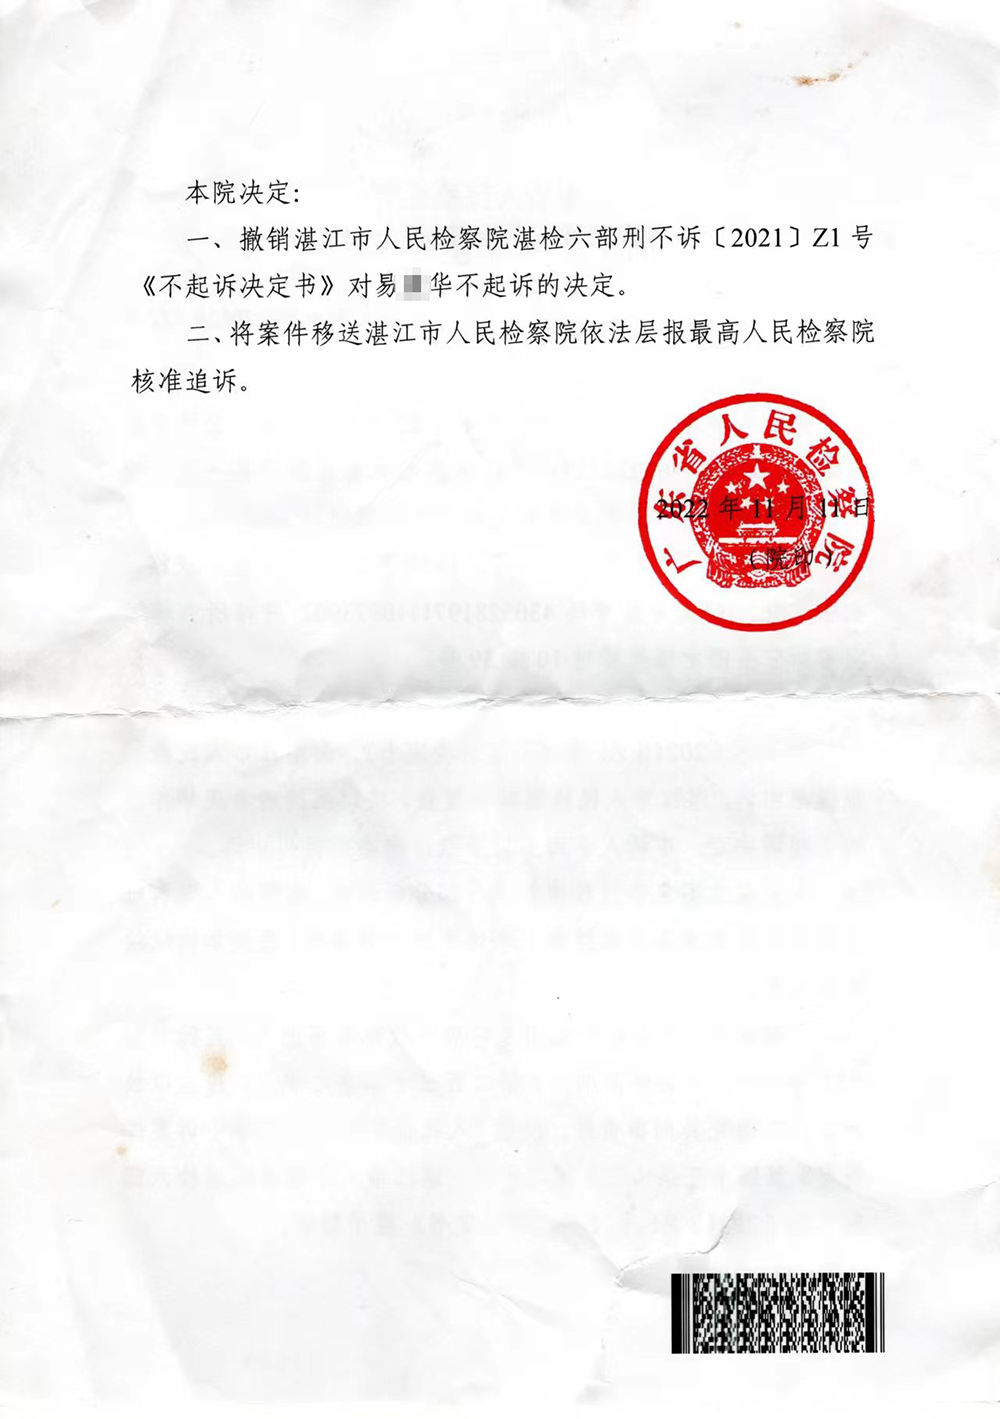 本院决定：
一、撤销湛江市人民检察院湛检六部刑不诉〔2021〕Z1号
《不起诉决定书》对易 华不起诉的决定。
二、将案件移送湛江市人民检察院依法层报最高人民检察院
核准追诉。
广东省人民检察院
2022年11月11日
（院印）